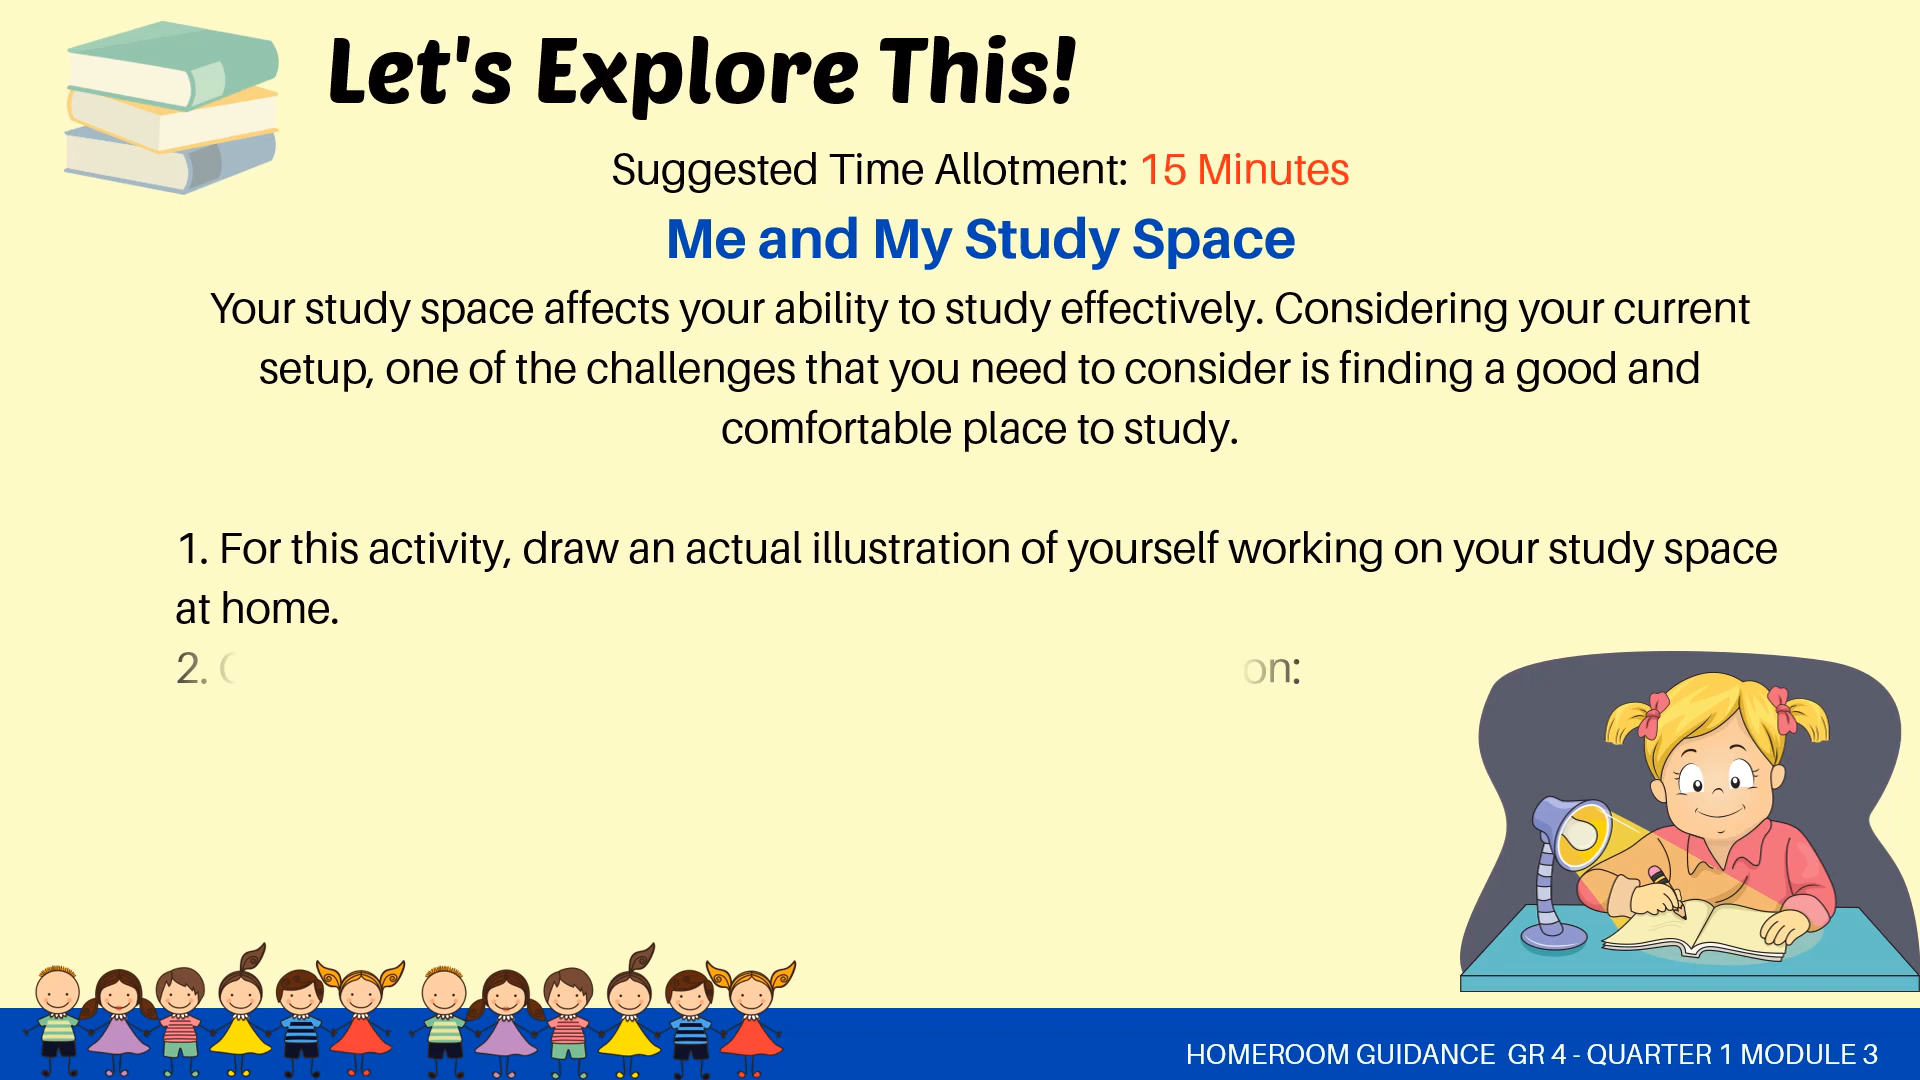 Let's Explore This!
Suggested Time Allotment: 15 Minutes
Me and My Study Space
Your study space affects your ability to study effectively. Considering your current
setup, one of the challenges that you need to consider is finding a good and
comfortable place to study.
1. For this activity, draw an actual illustration of yourself working on your study space
at home.
2.
HOMEROOM GUIDANCE GR 4 - QUARTER 1 MODULE 3